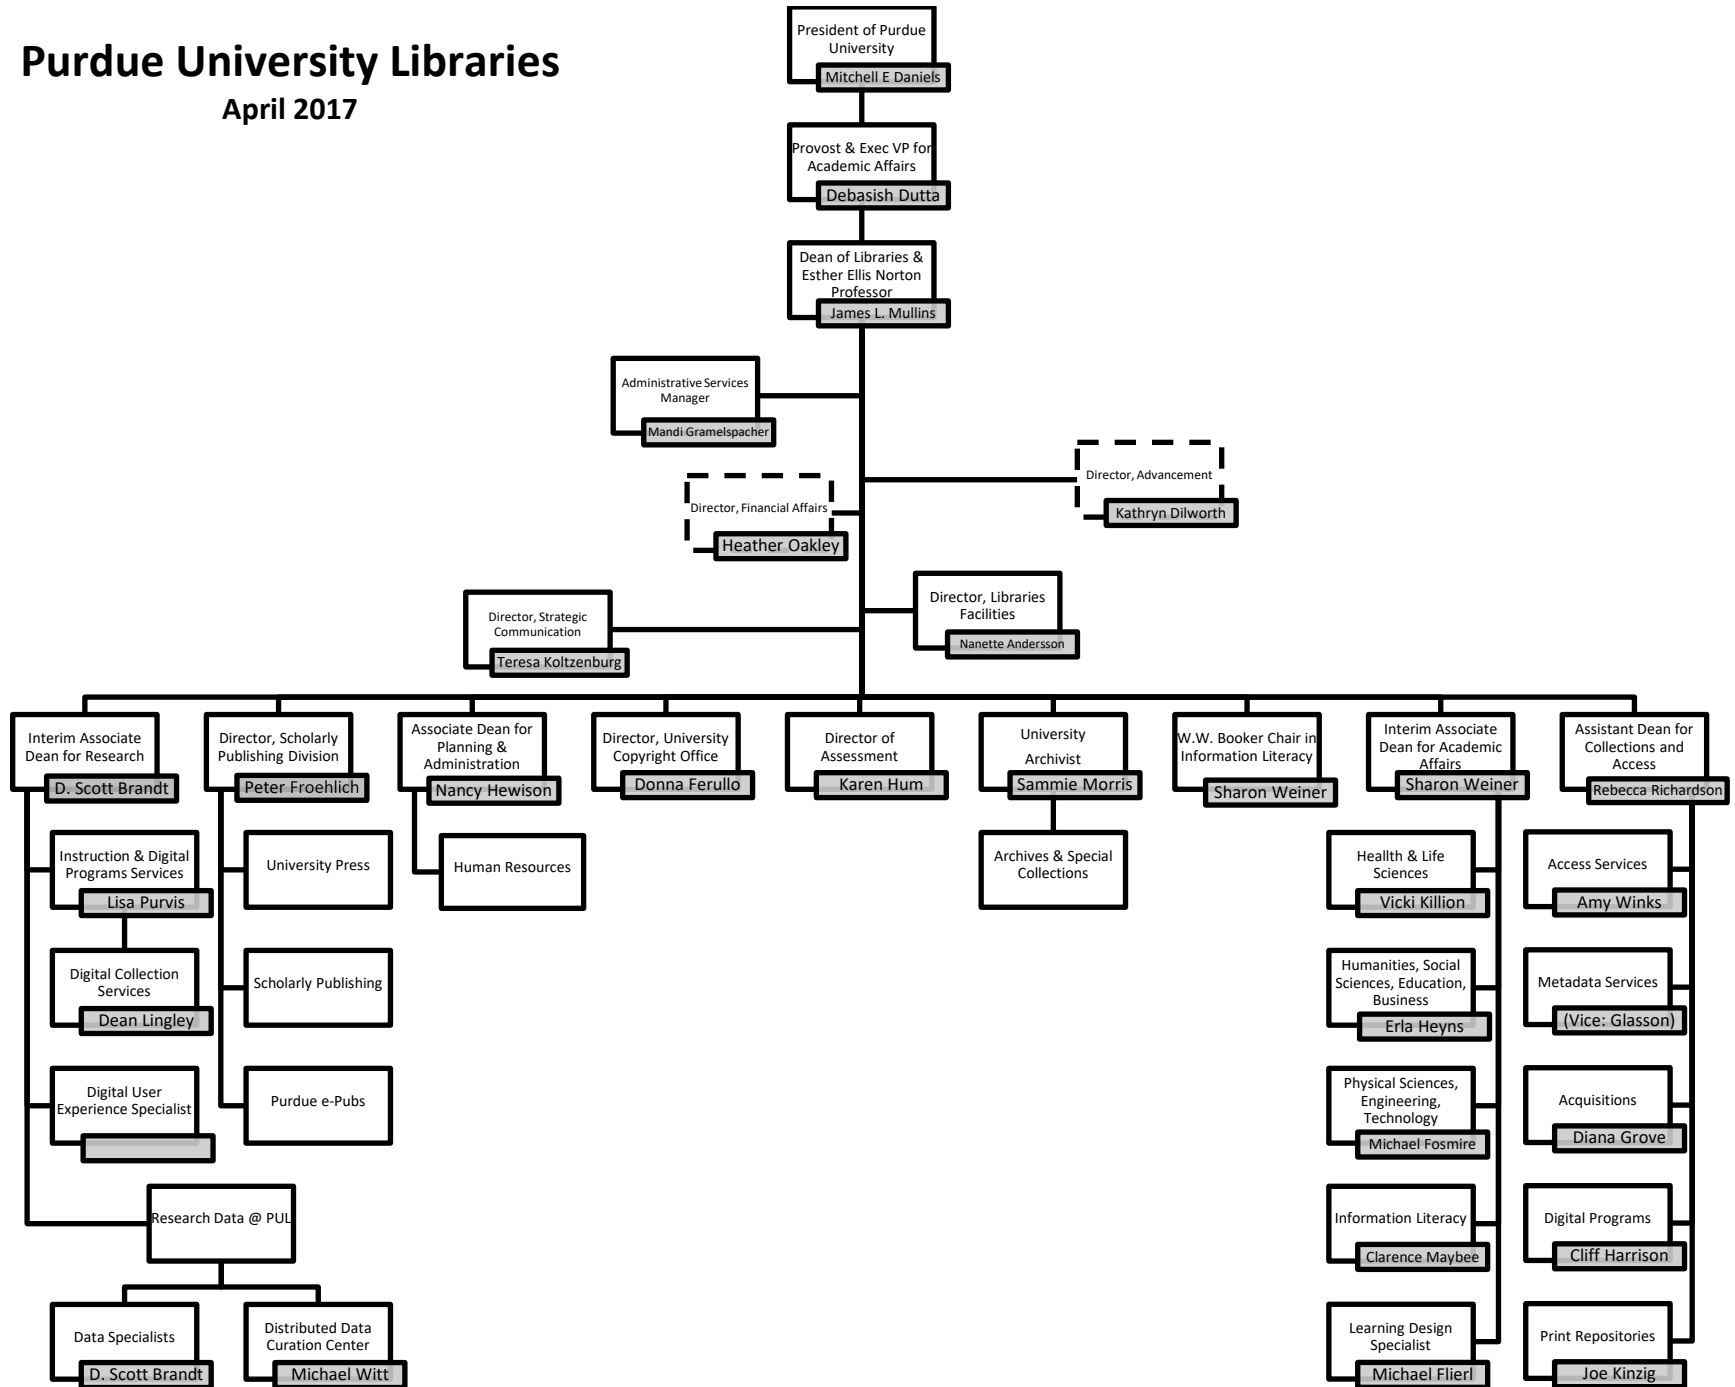 Purdue University Libraries
April 2017
President of Purdue
University
Mitchell E Daniels
Provost & Exec VP for
Academic Affairs
Debasish Dutta
Dean of Libraries &
Esther Ellis Norton
Professor
James L. Mullins
Administrative Services
Manager
Mandi Gramelspacher
Director, Advancement
Kathryn Dilworth
Director, Financial Affairs
Heather Oakley
Director, Libraries
Facilities
Nanette Andersson
Director, Strategic
Communication
Teresa Koltzenburg
Interim Associate
Dean for Research
D. Scott Brandt
Director, Scholarly
Publishing Division
Peter Froehlich
Associate Dean for
Planning &
Administration
Nancy Hewison
Director, University
Copyright Office
Donna Ferullo
Director of
Assessment
Karen Hum
University
Archivist
Sammie Morris
W.W. Booker Chair in
Information Literacy
Sharon Weiner
Interim Associate
Dean for Academic
Affairs
Sharon Weiner
Assistant Dean for
Collections and
Access
Rebecca Richardson
Instruction & Digital
Programs Services
Lisa Purvis
University Press
Human Resources
Archives & Special
Collections
Heallth & Life
Sciences
Vicki Killion
Access Services
Amy Winks
Digital Collection
Services
Dean Lingley
Scholarly Publishing
Humanities, Social
Sciences, Education,
Business
Erla Heyns
Metadata Services
(Vice: Glasson)
Digital User
Experience Specialist
Purdue e-Pubs
Physical Sciences,
Engineering,
Technology
Michael Fosmire
Acquisitions
Diana Grove
Research Data @ PUL
Information Literacy
Clarence Maybee
Digital Programs
Cliff Harrison
Data Specialists
D. Scott Brandt
Distributed Data
Curation Center
Michael Witt
Learning Design
Specialist
Michael Flierl
Print Repositories
Joe Kinzig